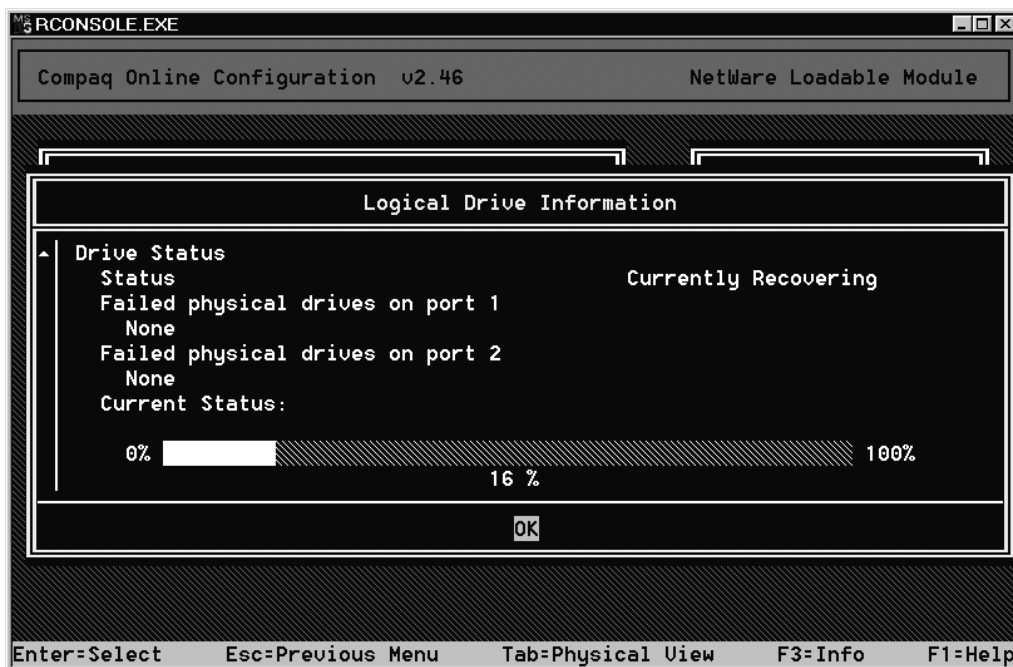 RCONSOLE.EXE
Compaq Online Configuration v2.46 NetWare Loadable Module
Logical Drive Information
Drive Status
Status Currently Recovering
Failed physical drives on port 1
None
Failed physical drives on port 2
None
Current Status:
0% 100%
16 %
OK
Enter=Select Esc=Previous Menu Tab=Physical View F3=Info F1=Help